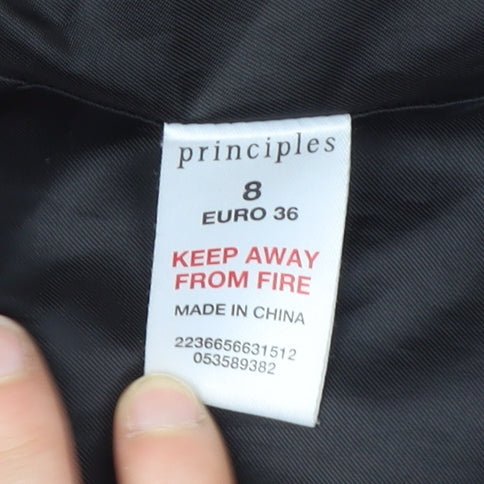 principles
8
EURO 36
KEEP AWAY
FROM FIRE
MADE IN CHINA
2236656631512
053589382